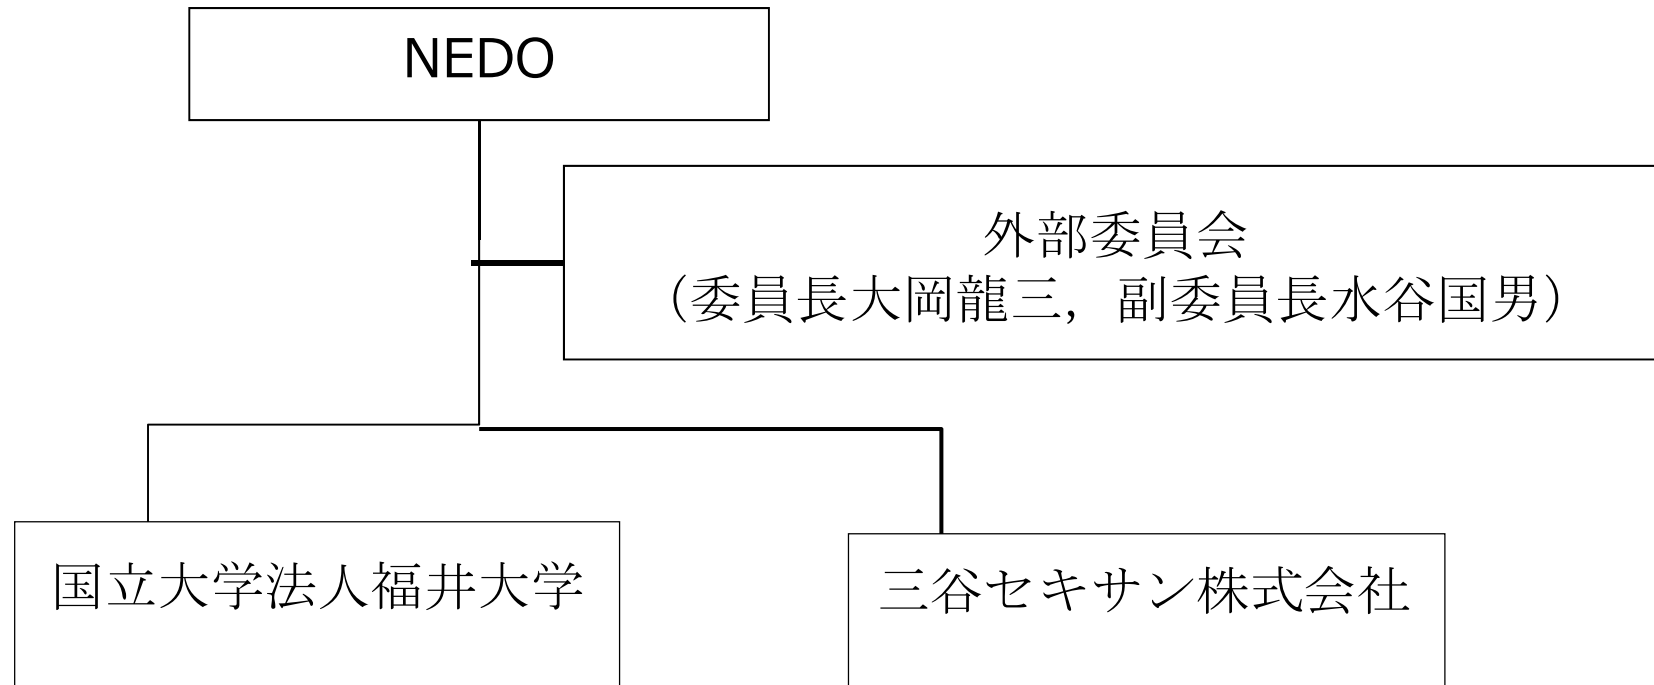 NEDO
外部委員会
（委員長大岡龍三，副委員長水谷国男）
国立大学法人福井大学
三谷セキサン株式会社